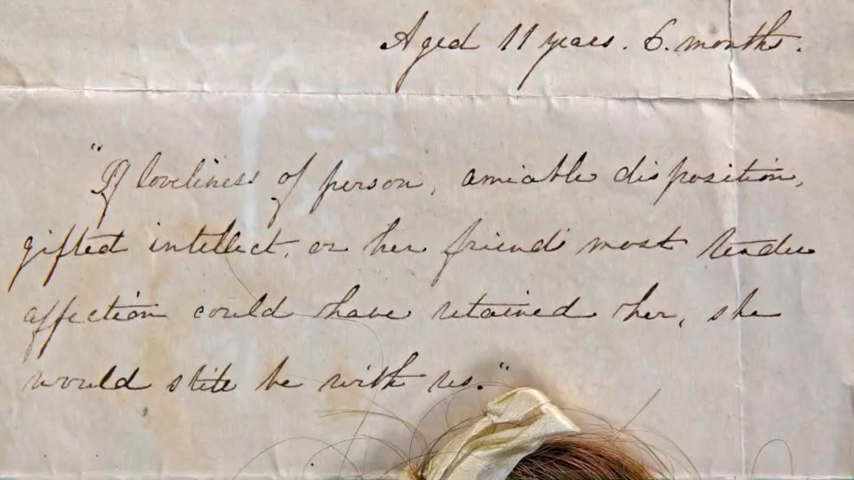 Aged 11 years. 6. months.
"If loveliness of person, amiable disposition,
gifted intellect, or her friend's most tender
affection could have retained her, she
would still be with us."